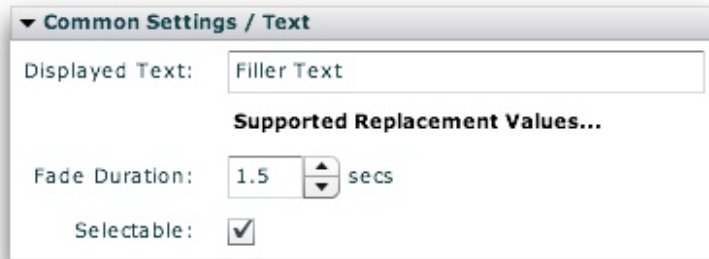 Common Settings / Text
Displayed Text: Filler Text
Supported Replacement Values...
Fade Duration: 1.5 secs
Selectable: